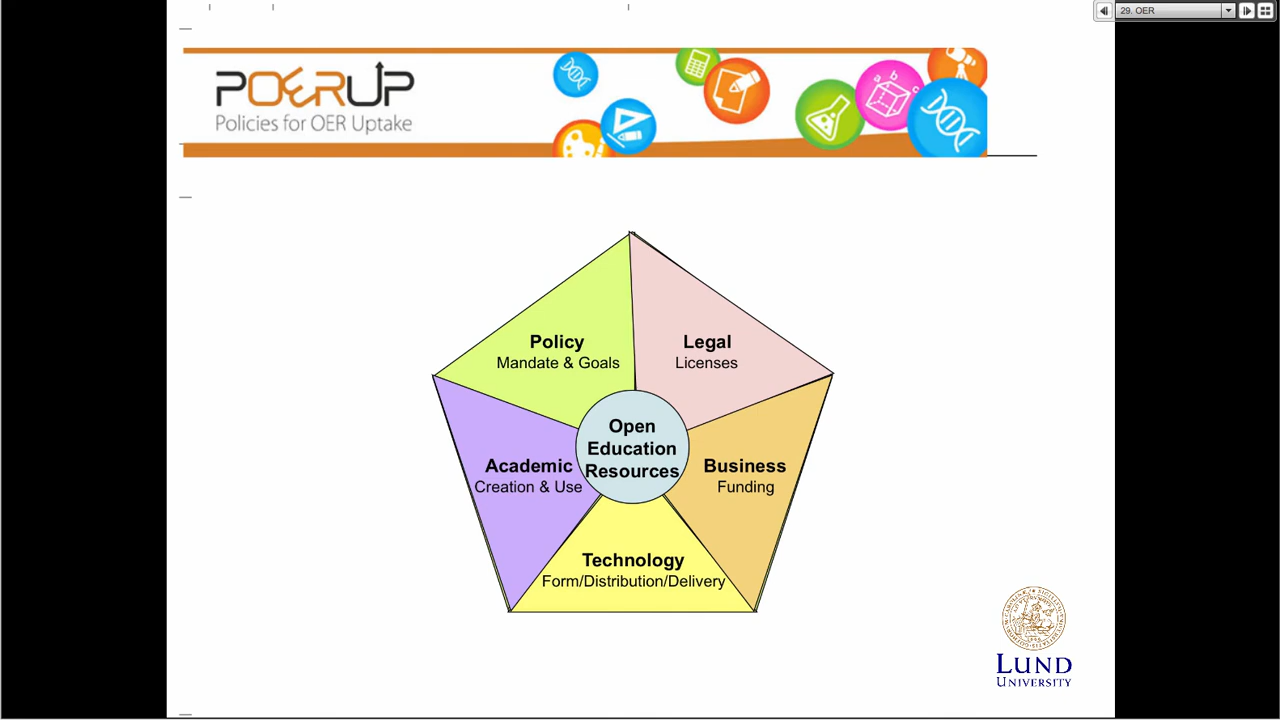 29. OER
POERUP
Policies for OER Uptake
a b c
Policy
Mandate & Goals
Legal
Licenses
Open
Education
Resources
Academic
Creation & Use
Business
Funding
Technology
Form/Distribution/Delivery
LUND
UNIVERSITY